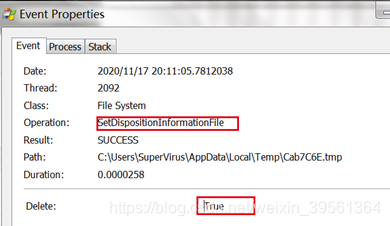 Event Properties
Event Process Stack
Date: 2020/11/17 20:11:05.7812038
Thread: 2092
Class: File System
Operation: SetDispositionInformationFile
Result: SUCCESS
Path: C:\Users\SuperVirus\AppData\Local\Temp\Cab7C6E.tmp
Duration: 0.0000258
Delete: True
https://blog.csdn.net/weixin_39561364